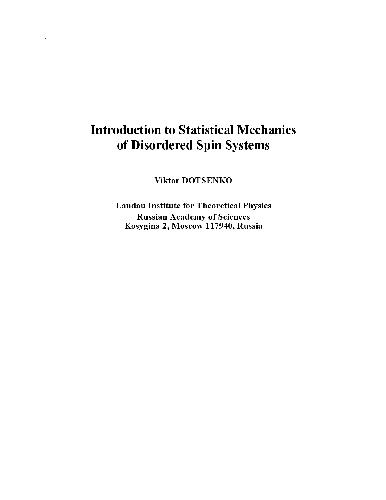 Introduction to Statistical Mechanics
of Disordered Spin Systems
Viktor DOTSENKO
Landau Institute for Theoretical Physics
Russian Academy of Sciences
Kosygina 2, Moscow 117940, Russia